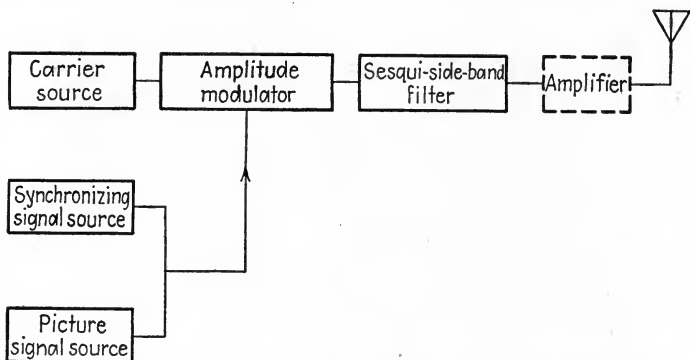 Carrier
source
Amplitude
modulator
Sesqui-side-band
filter
Amplifier
Synchronizing
signal source
Picture
signal source